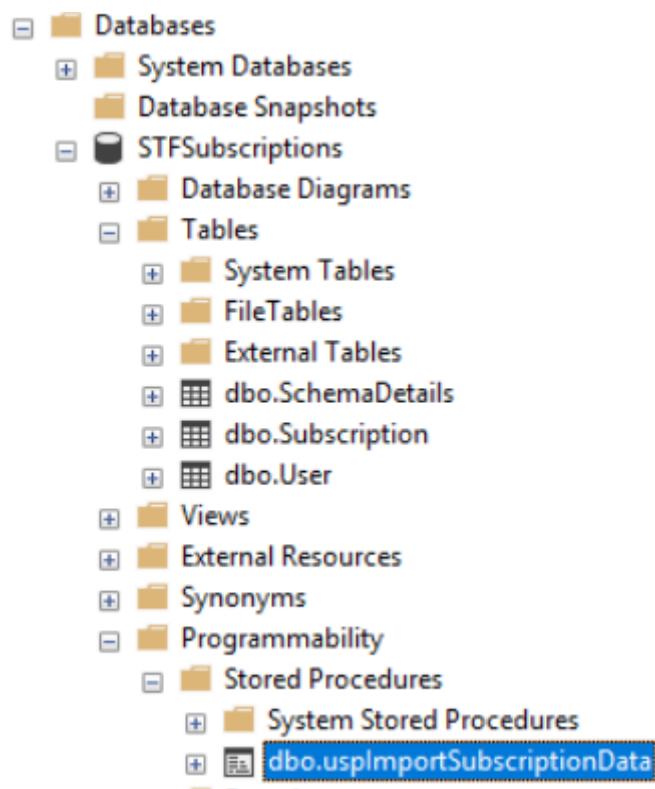 Databases
System Databases
Database Snapshots
STFSubscriptions
Database Diagrams
Tables
System Tables
FileTables
External Tables
dbo.SchemaDetails
dbo.Subscription
dbo.User
Views
External Resources
Synonyms
Programmability
Stored Procedures
System Stored Procedures
dbo.uspImportSubscriptionData